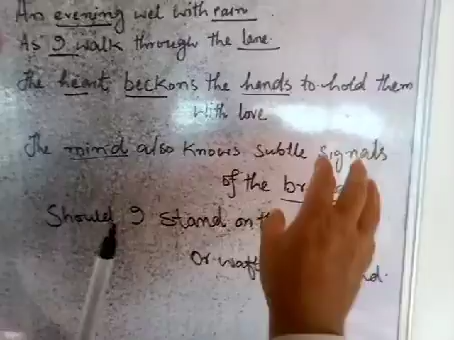 An evening wet with rain
As I walk through the lane.
The heart beckons the hands to hold them
with love
The mind also knows subtle signals
of the
Should I stand on
Or